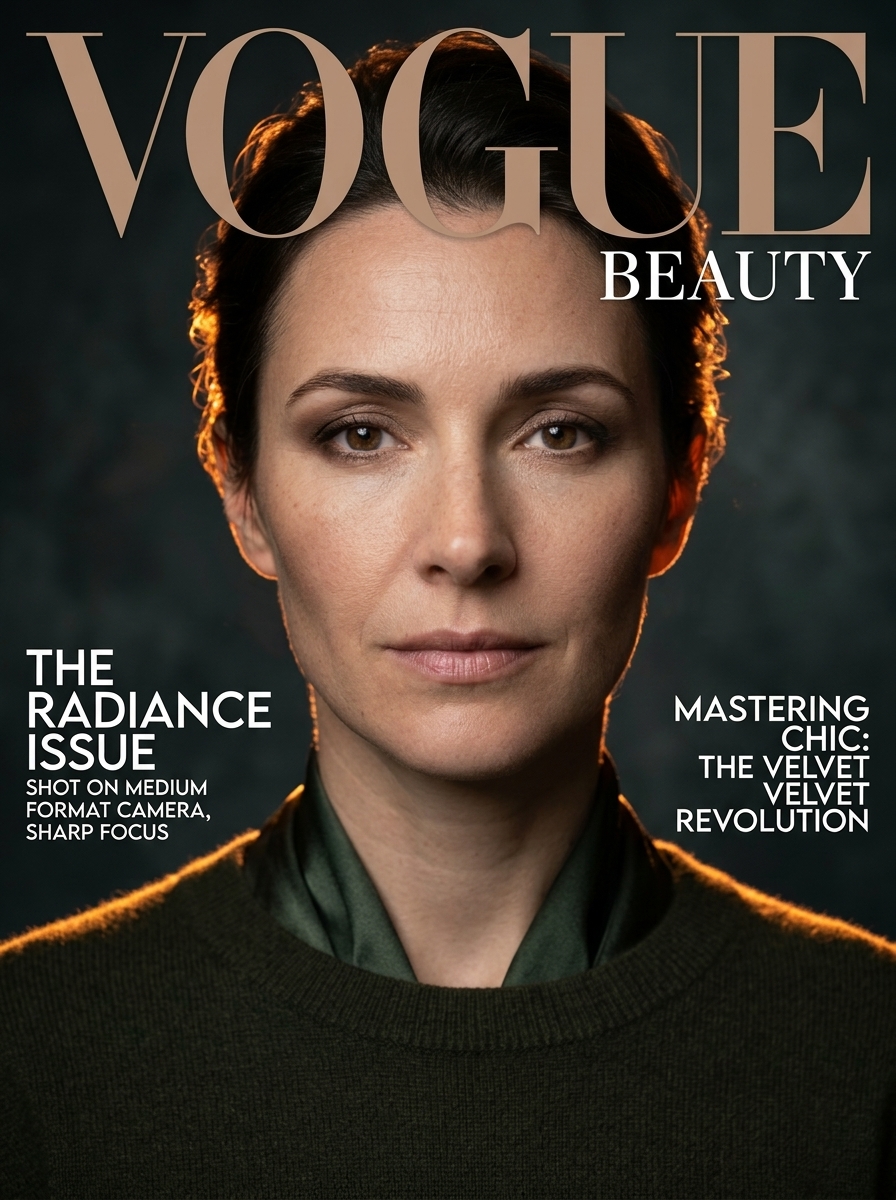 VOGUE
BEAUTY
THE
RADIANCE
ISSUE
SHOT ON MEDIUM
FORMAT CAMERA,
SHARP FOCUS
MASTERING
CHIC:
THE VELVET
VELVET
REVOLUTION